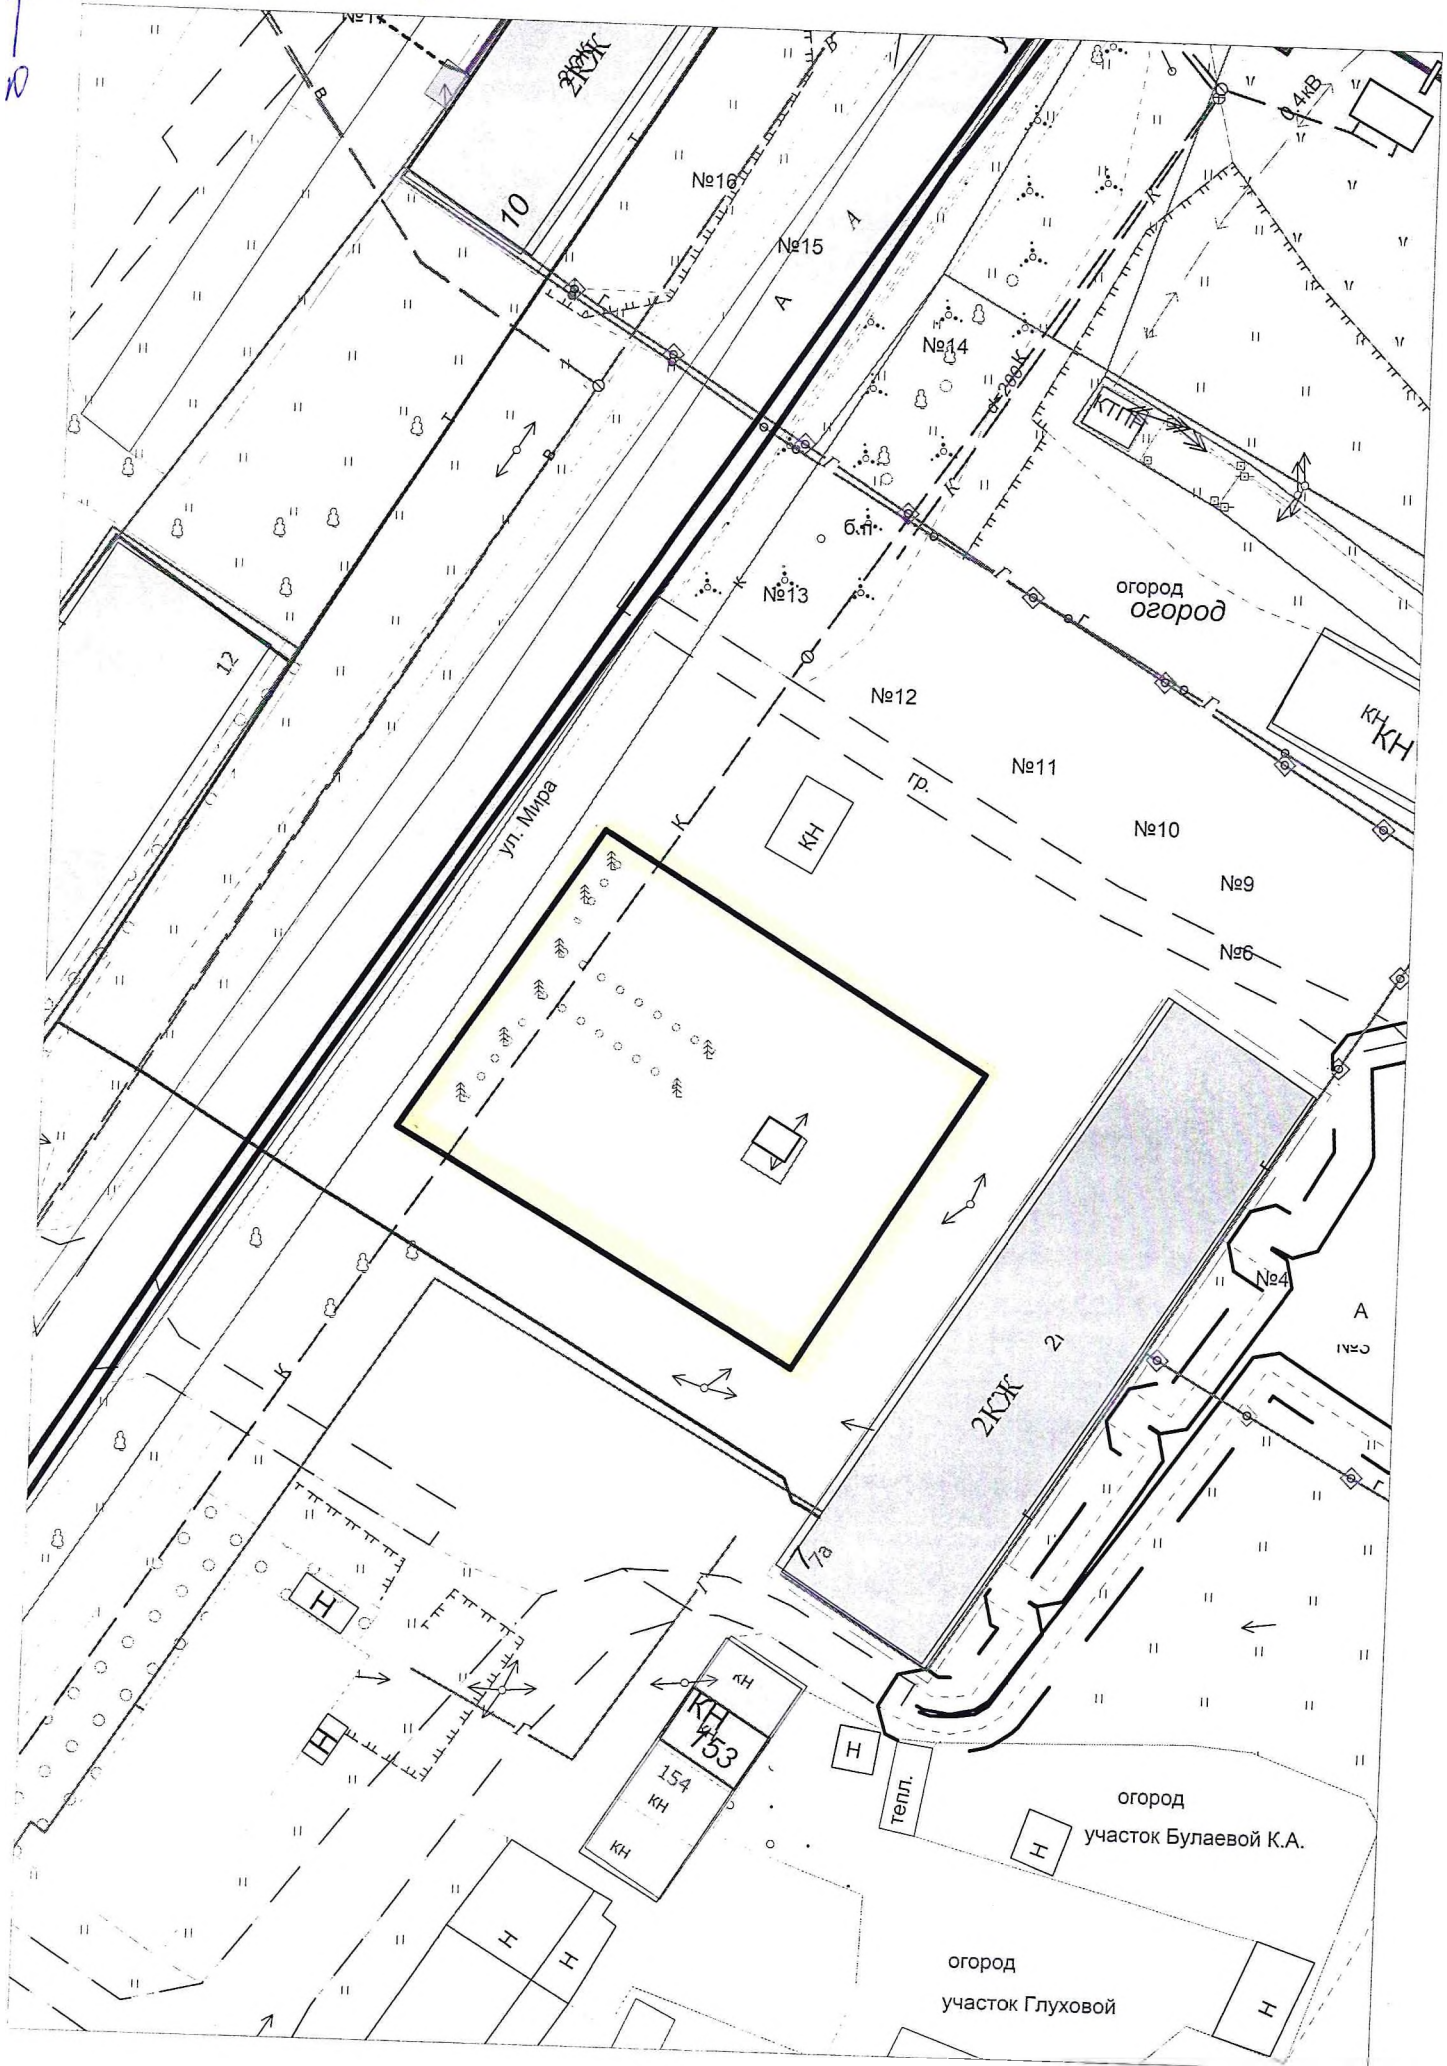 Ю
В
В
2КЖ
10
Т
№16
№15
А
А
0.4кВ
К
№14
d=200
К
КТП
Г
Т
В
К
Г
б.п.
К
№13
Г
Г
огород
огород
Г
12
№12
№11
кн
КН
гр.
№10
ул. Мира
КН
К
№9
№6
Г
№4
А
2КЖ
К
7
7а
Н
кн
КН
153
154
кн
кн
Н
Г
Н
тепл.
огород
участок Булаевой К.А.
Н
Н
Н
огород
участок Глуховой
Н